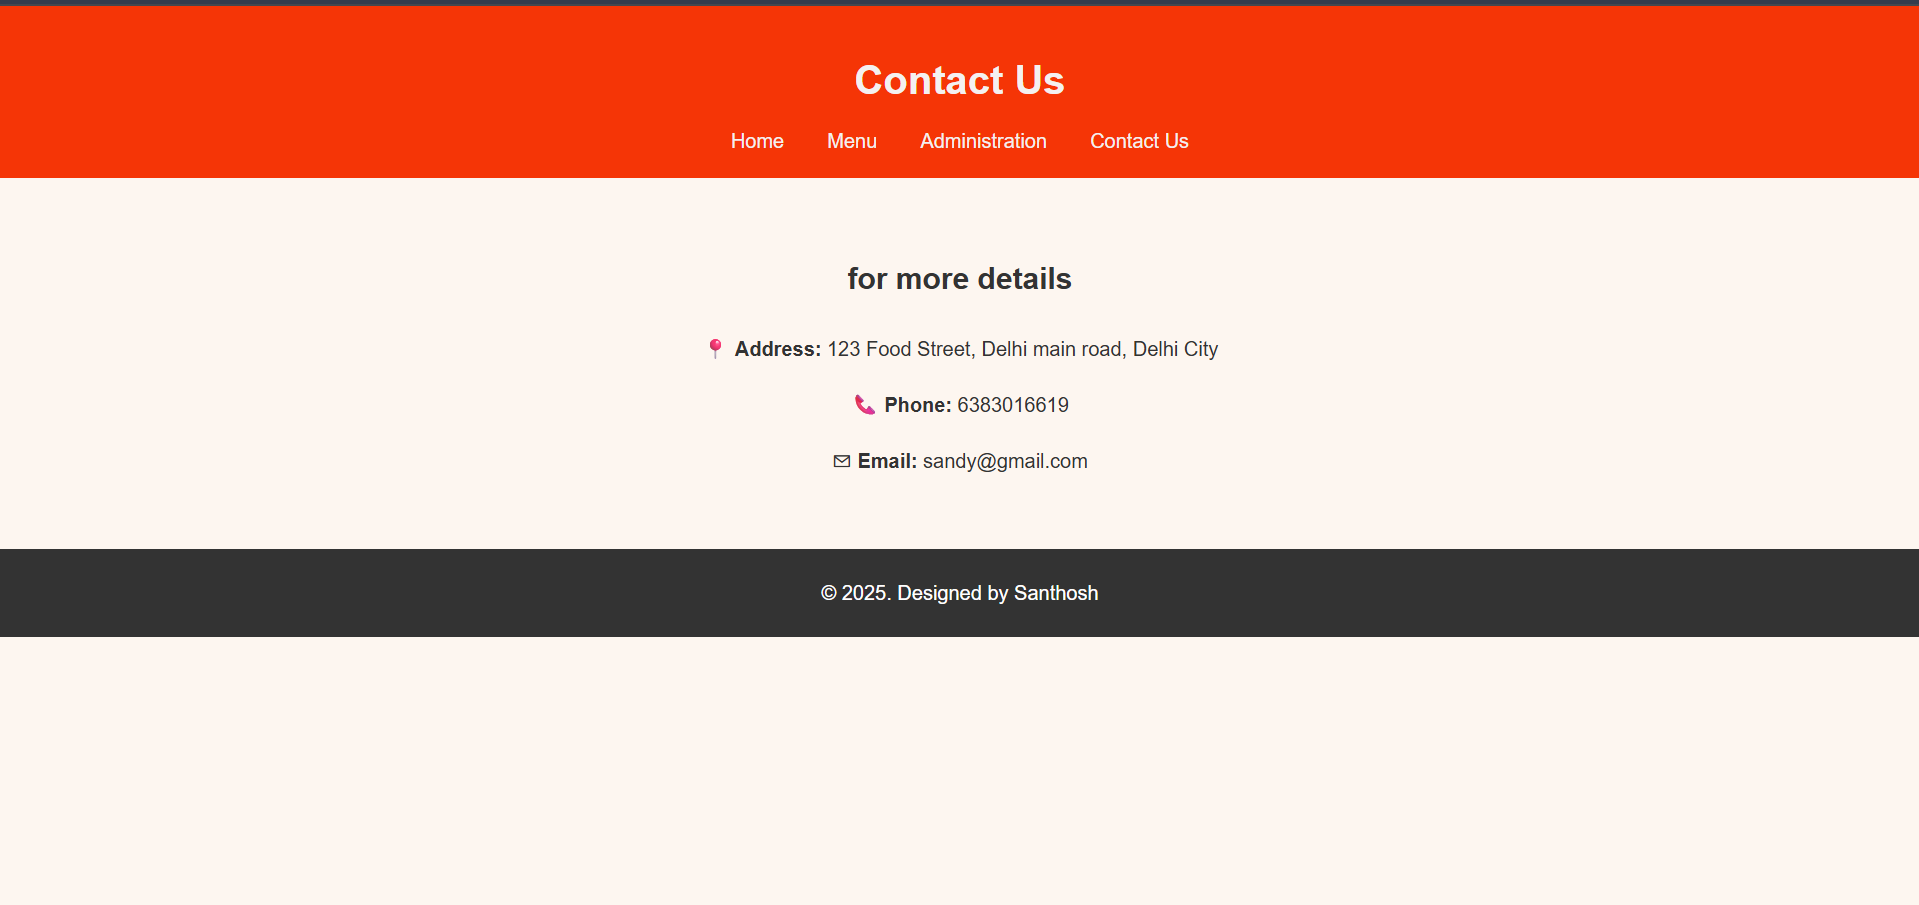 Contact Us
Home Menu Administration Contact Us
for more details
📍 Address: 123 Food Street, Delhi main road, Delhi City
📞 Phone: 6383016619
✉ Email: sandy@gmail.com
© 2025. Designed by Santhosh